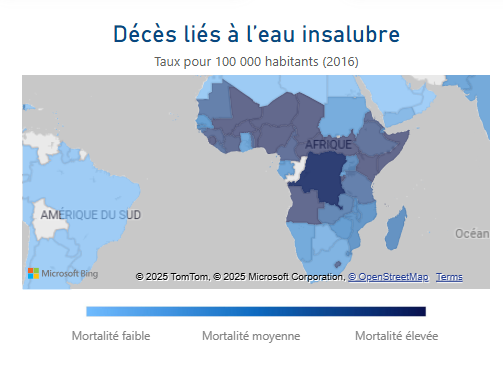 Décès liés à l'eau insalubre
Taux pour 100 000 habitants (2016)
AFRIQUE
AMÉRIQUE DU SUD
Océan
Microsoft Bing
© 2025 TomTom, © 2025 Microsoft Corporation, © OpenStreetMap Terms
Mortalité faible Mortalité moyenne Mortalité élevée